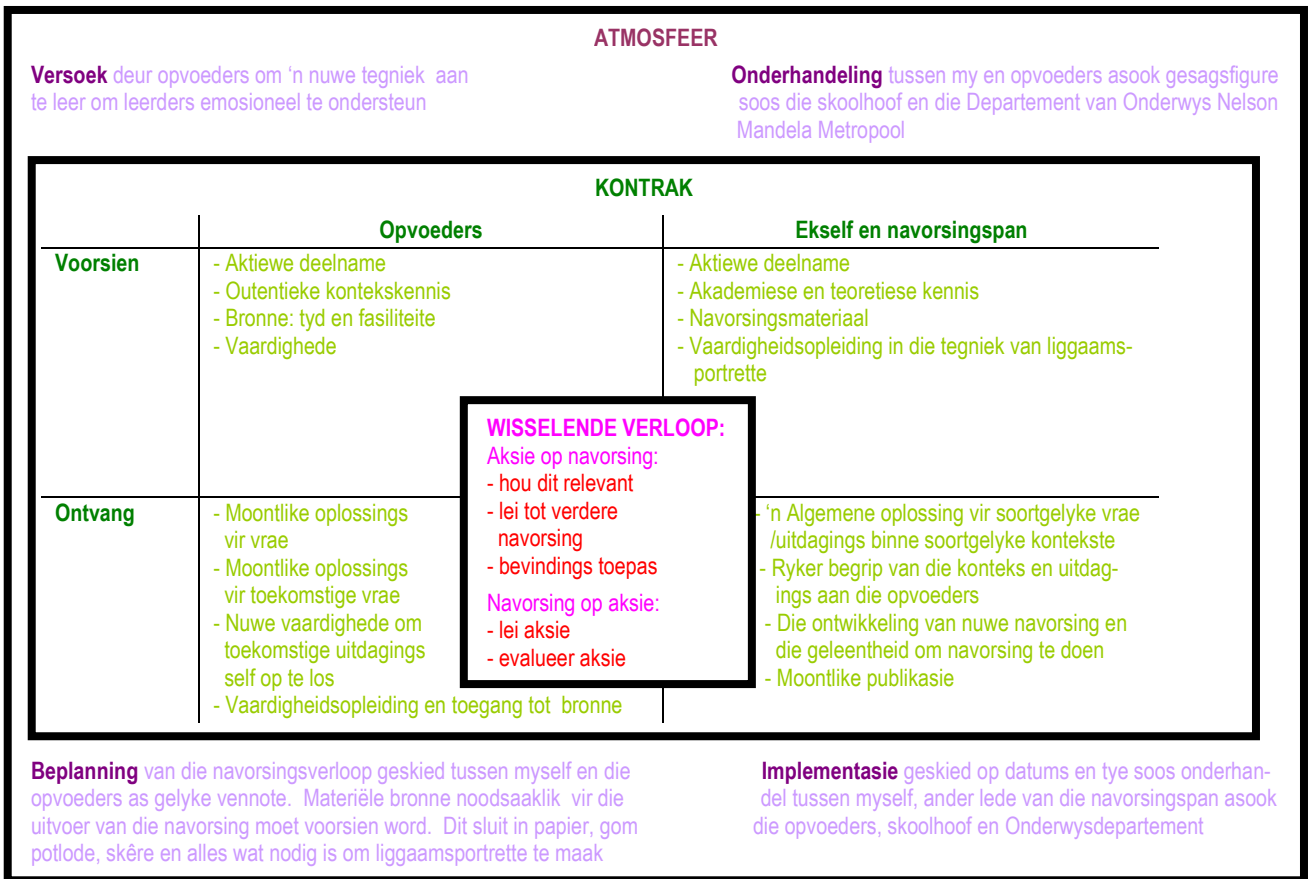 ATMOSFEER
Versoek deur opvoeders om ‘n nuwe tegniek aan
te leer om leerders emosioneel te ondersteun
Onderhandeling tussen my en opvoeders asook gesagsfigure
soos die skoolhoof en die Departement van Onderwys Nelson
Mandela Metropool
KONTRAK
Opvoeders
Ekself en navorsingspan
Voorsien
- Aktiewe deelname
- Outentieke kontekskennis
- Bronne: tyd en fasiliteite
- Vaardighede
- Aktiewe deelname
- Akademiese en teoretiese kennis
- Navorsingsmateriaal
- Vaardigheidsopleiding in die tegniek van liggaams-
portrette
WISSELENDE VERLOOP:
Aksie op navorsing:
- hou dit relevant
- lei tot verdere
navorsing
- bevindings toepas
Navorsing op aksie:
- lei aksie
- evalueer aksie
Ontvang
- Moontlike oplossings
vir vrae
- Moontlike oplossings
vir toekomstige vrae
- Nuwe vaardighede om
toekomstige uitdagings
self op te los
- Vaardigheidsopleiding en toegang tot bronne
- ‘n Algemene oplossing vir soortgelyke vrae
/uitdagings binne soortgelyke kontekste
- Ryker begrip van die konteks en uitdag-
ings aan die opvoeders
- Die ontwikkeling van nuwe navorsing en
die geleentheid om navorsing te doen
- Moontlike publikasie
Beplanning van die navorsingsverloop geskied tussen myself en die
opvoeders as gelyke vennote. Materiële bronne noodsaaklik vir die
uitvoer van die navorsing moet voorsien word. Dit sluit in papier, gom
potlode, skêre en alles wat nodig is om liggaamsportrette te maak
Implementasie geskied op datums en tye soos onderhan-
del tussen myself, ander lede van die navorsingspan asook
die opvoeders, skoolhoof en Onderwysdepartement